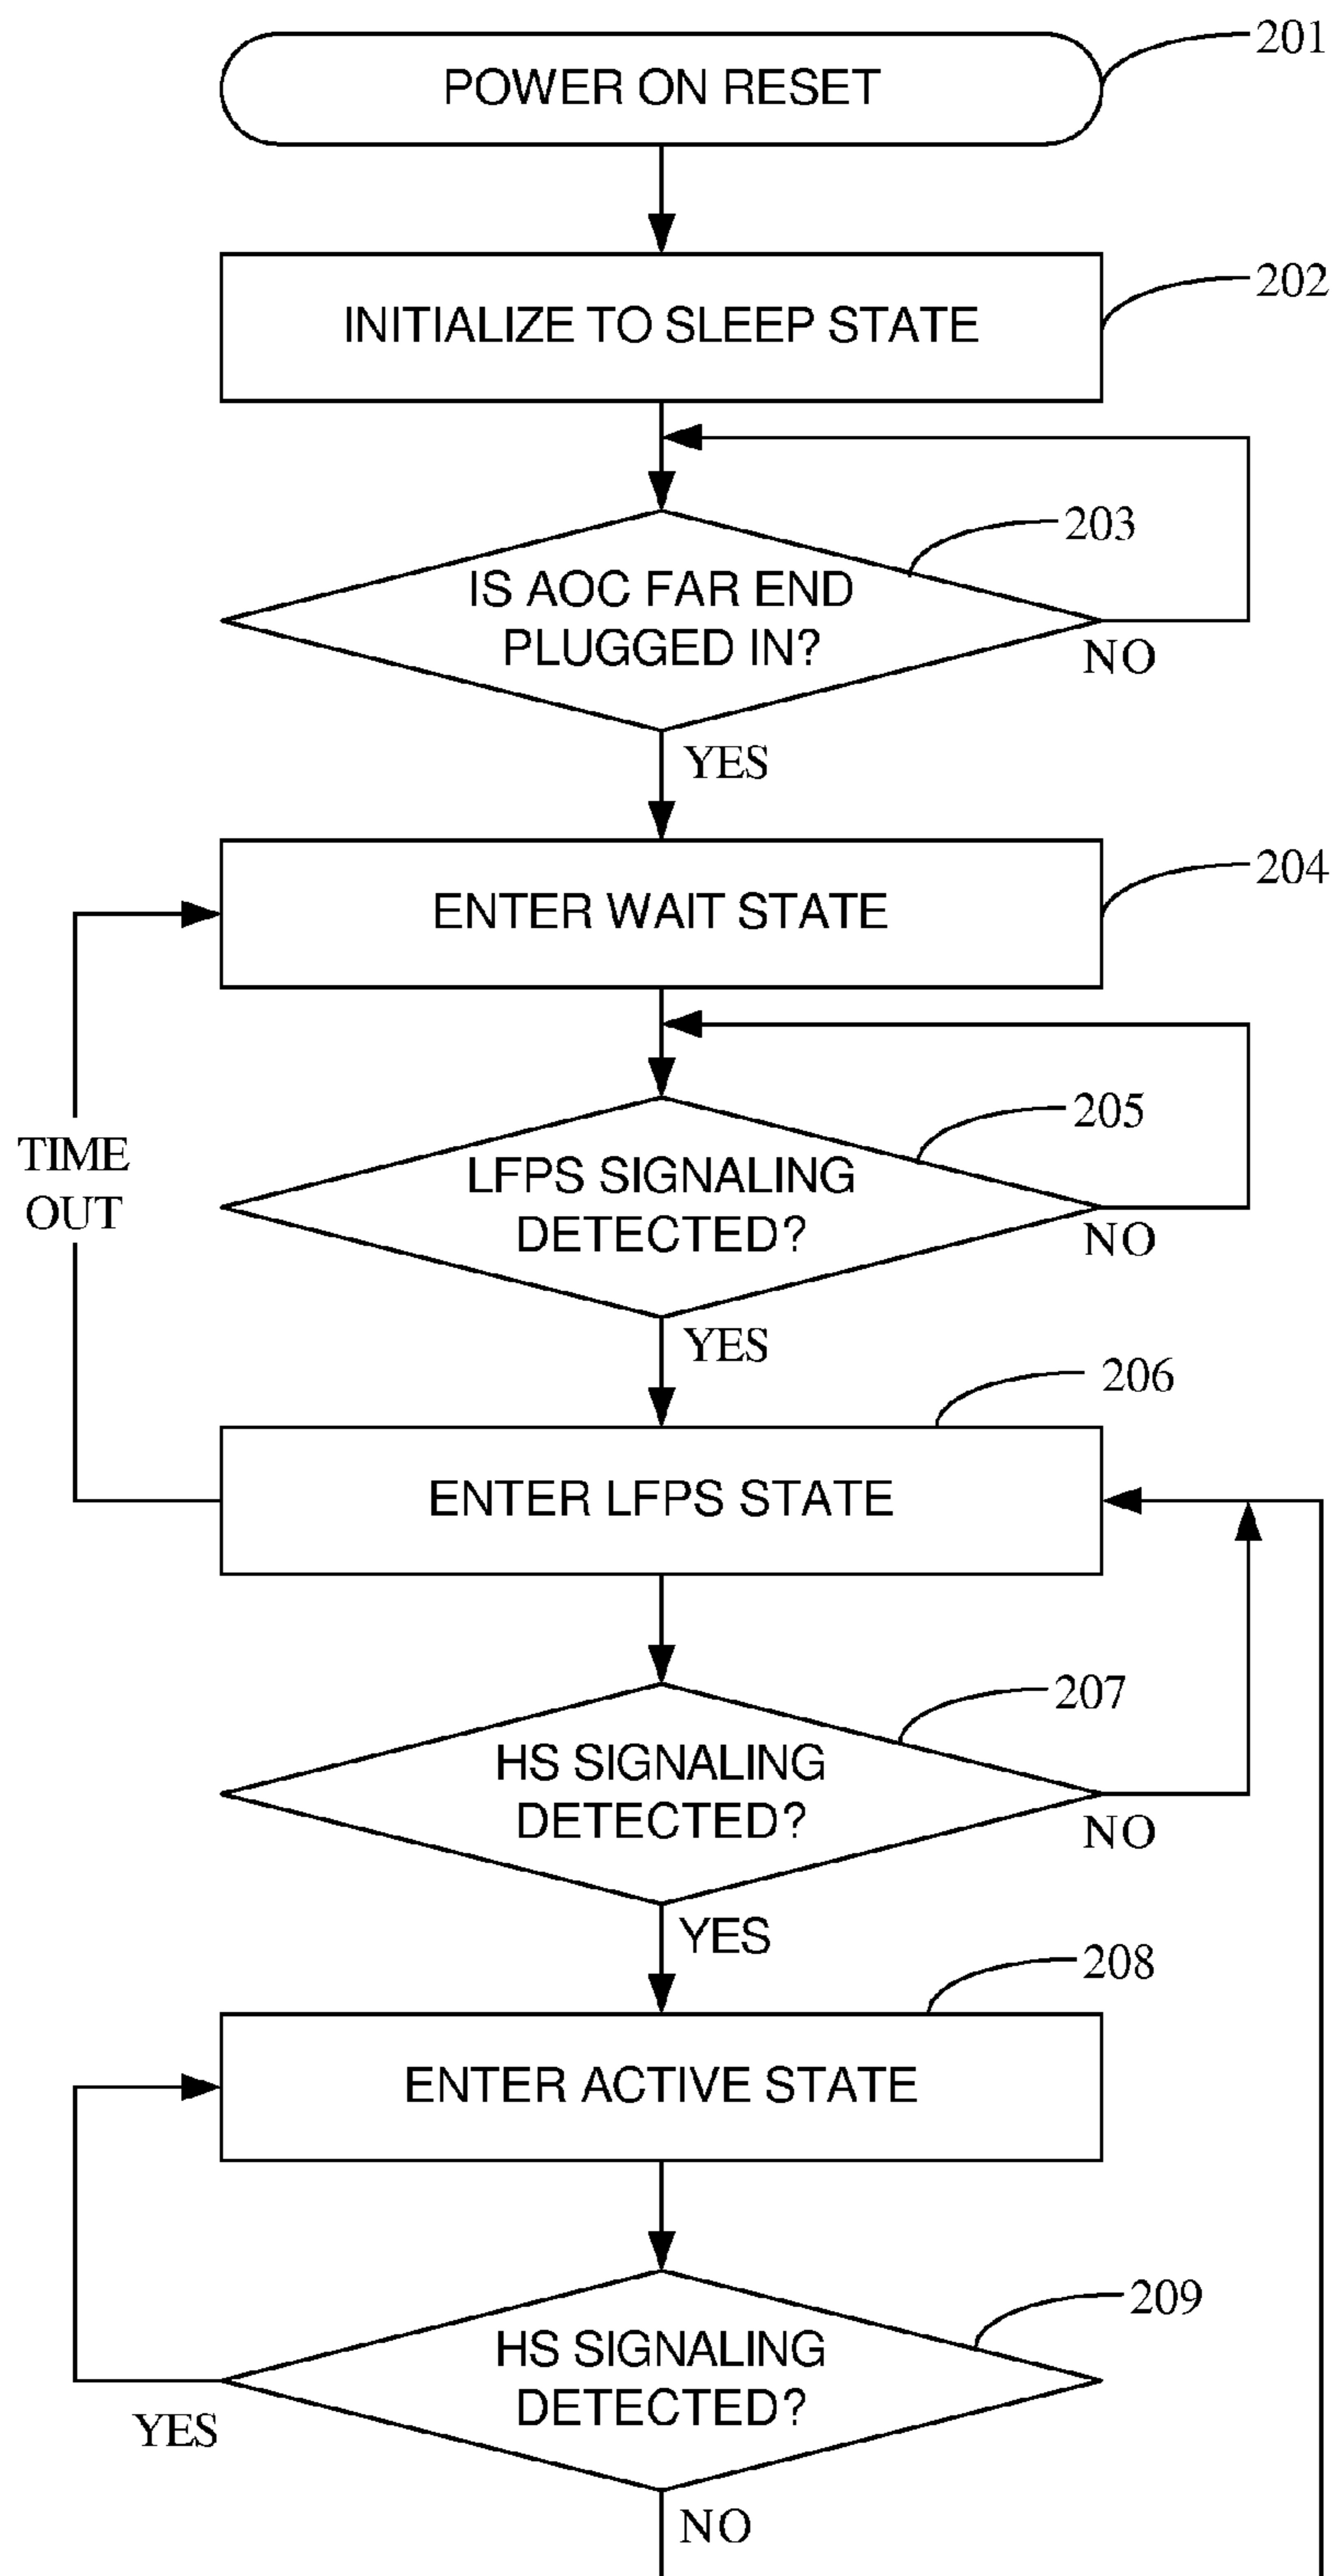 POWER ON RESET
201
INITIALIZE TO SLEEP STATE
202
203
IS AOC FAR END
PLUGGED IN?
NO
YES
204
ENTER WAIT STATE
205
TIME
OUT
LFPS SIGNALING
DETECTED?
NO
YES
206
ENTER LFPS STATE
207
HS SIGNALING
DETECTED?
NO
YES
208
ENTER ACTIVE STATE
209
HS SIGNALING
DETECTED?
YES
NO